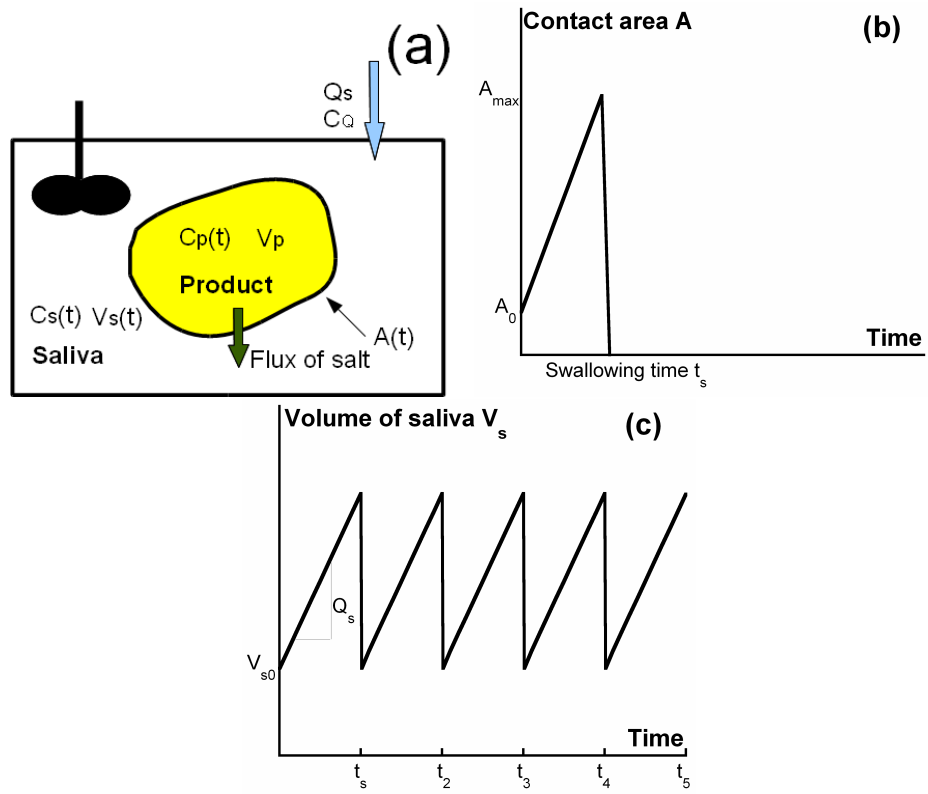 (a)
Qs
CQ
Cp(t) Vp
Product
Cs(t) Vs(t)
Saliva
Flux of salt
A(t)
Contact area A
(b)
Amax
A0
Time
Swallowing time ts
Volume of saliva Vs
(c)
Qs
Vs0
Time
ts t2 t3 t4 t5